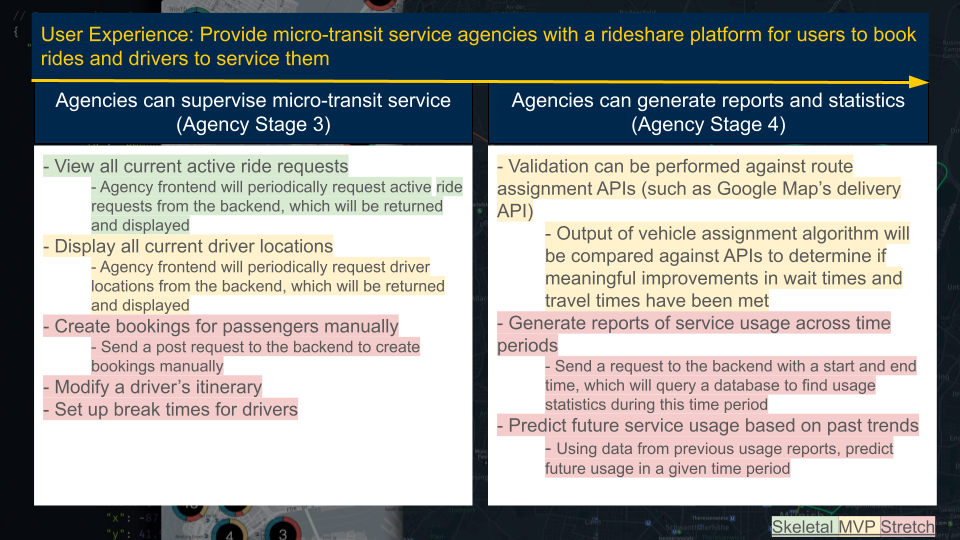 User Experience: Provide micro-transit service agencies with a rideshare platform for users to book
rides and drivers to service them
Agencies can supervise micro-transit service
(Agency Stage 3)
- View all current active ride requests
- Agency frontend will periodically request active ride
requests from the backend, which will be returned
and displayed
- Display all current driver locations
- Agency frontend will periodically request driver
locations from the backend, which will be returned
and displayed
- Create bookings for passengers manually
- Send a post request to the backend to create
bookings manually
- Modify a driver's itinerary
- Set up break times for drivers
Agencies can generate reports and statistics
(Agency Stage 4)
- Validation can be performed against route
assignment APIs (such as Google Map's delivery
API)
- Output of vehicle assignment algorithm will
be compared against APIs to determine if
meaningful improvements in wait times and
travel times have been met
- Generate reports of service usage across time
periods
- Send a request to the backend with a start and end
time, which will query a database to find usage
statistics during this time period
- Predict future service usage based on past trends
- Using data from previous usage reports, predict
future usage in a given time period
Skeletal MVP Stretch